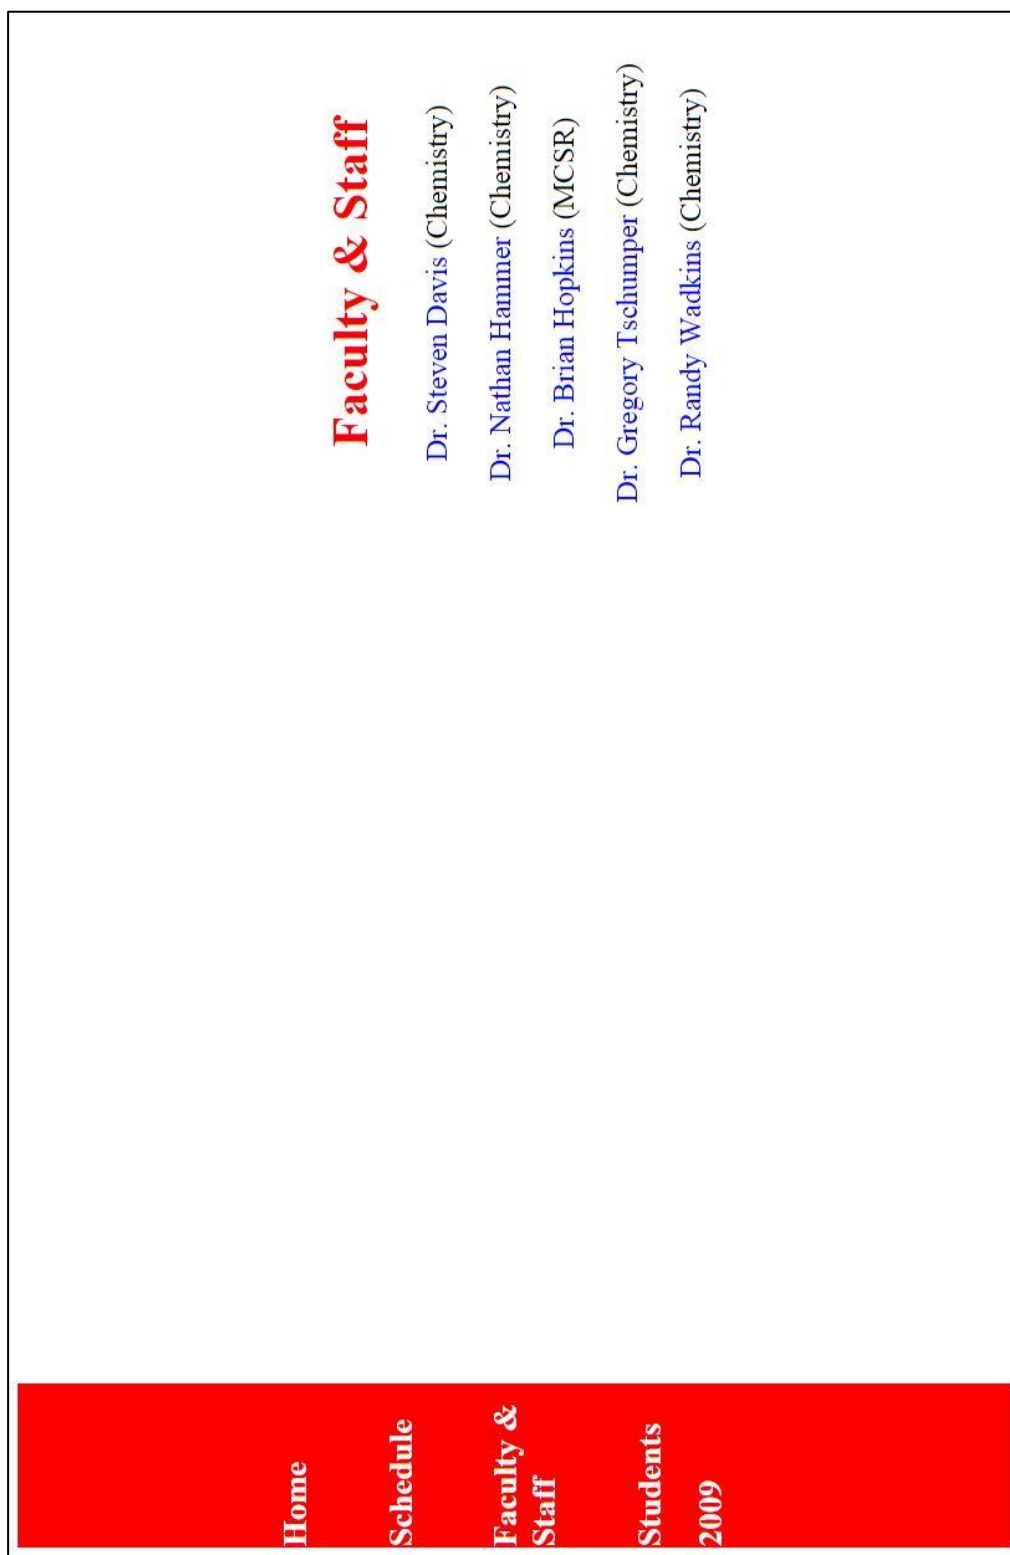 Home
Schedule
Faculty &
Staff
Students
2009
Faculty & Staff
Dr. Steven Davis (Chemistry)
Dr. Nathan Hammer (Chemistry)
Dr. Brian Hopkins (MCSR)
Dr. Gregory Tschumper (Chemistry)
Dr. Randy Wadkins (Chemistry)